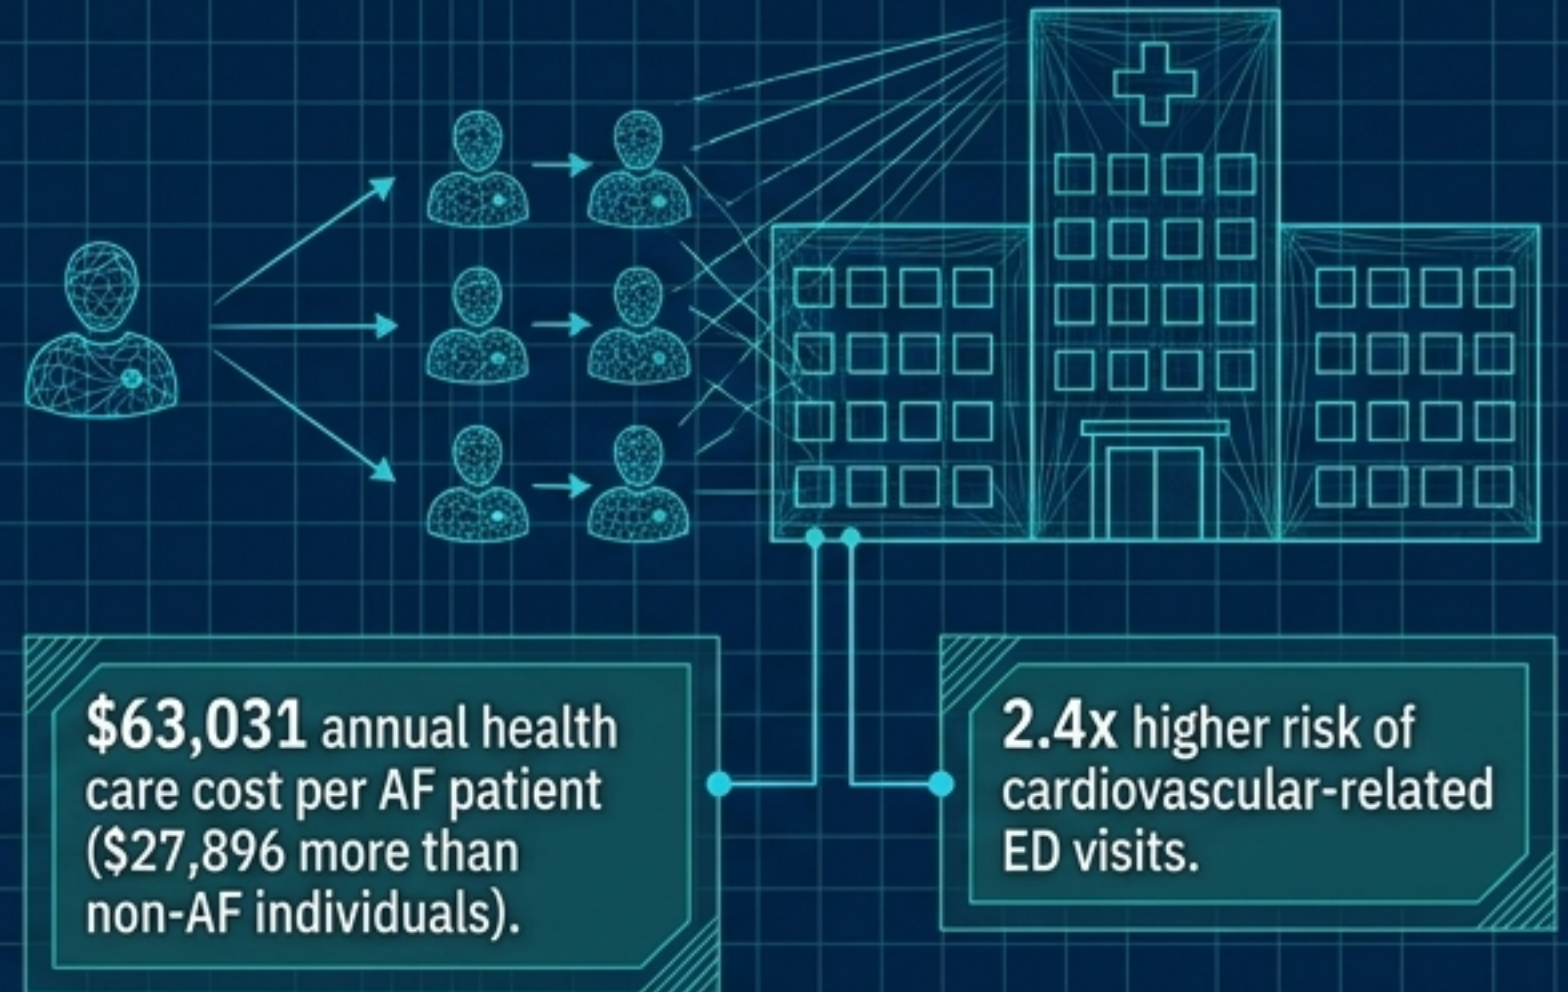 $63,031 annual health
care cost per AF patient
($27,896 more than
non-AF individuals).
2.4x higher risk of
cardiovascular-related
ED visits.